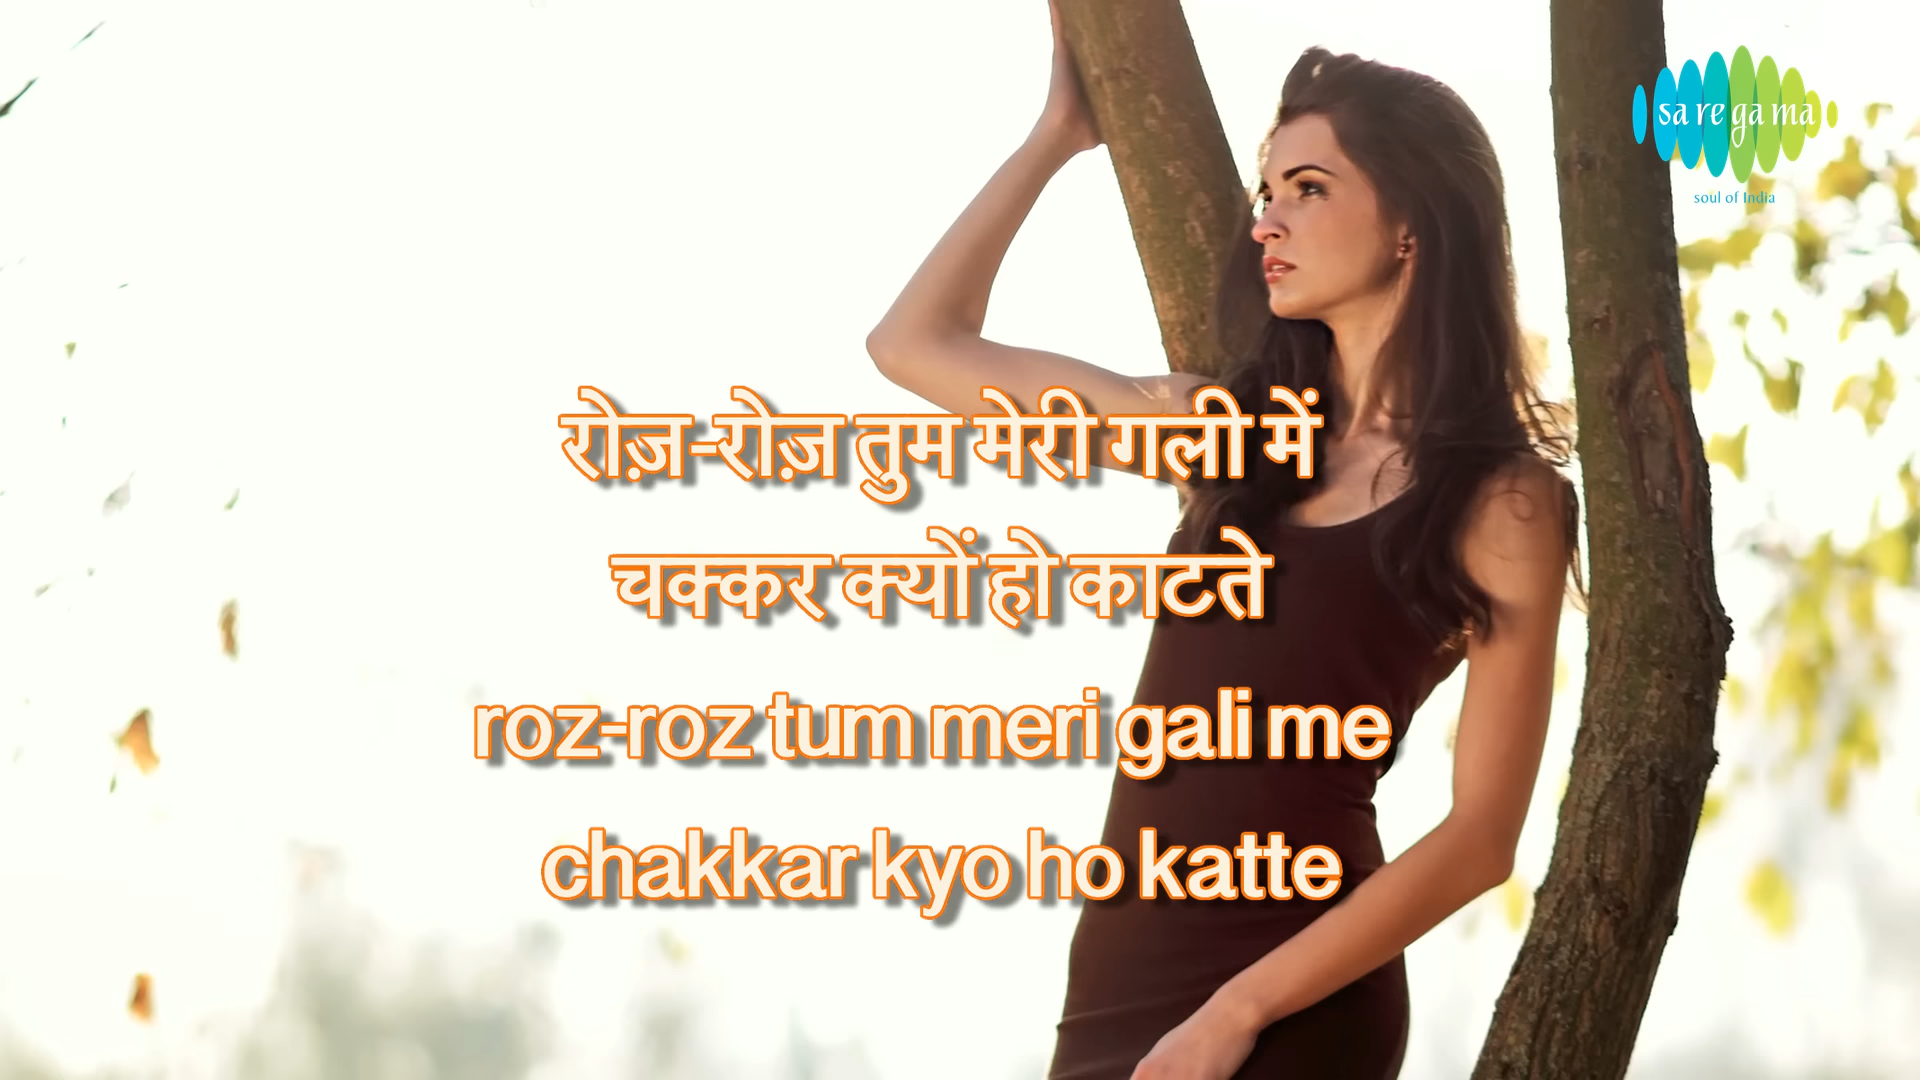 sa re ga ma
soul of India
रोज़-रोज़ तुम मेरी गली में
चक्कर क्यों हो काटते
roz-roz tum meri gali me
chakkar kyo ho katte